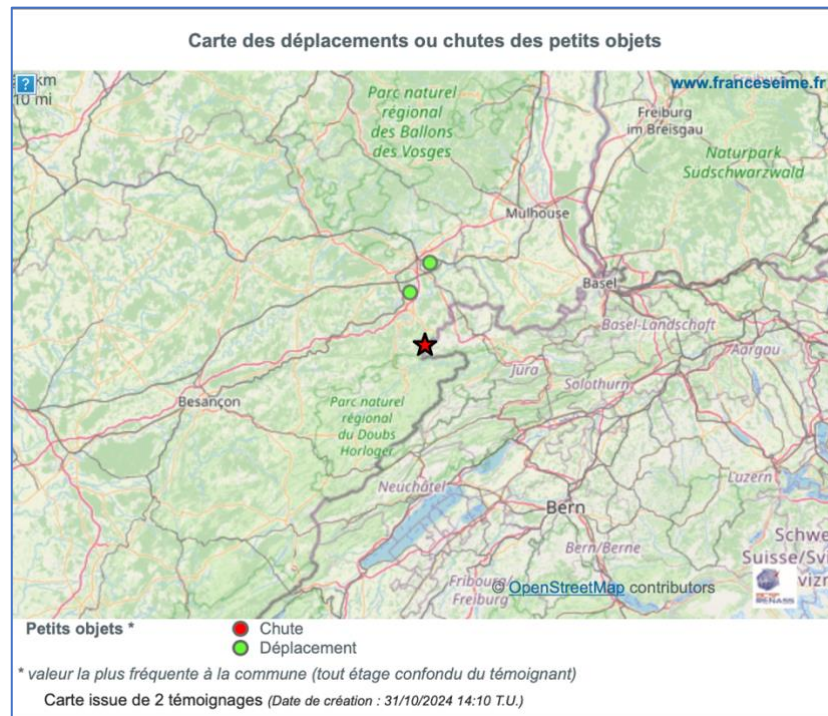 Carte des déplacements ou chutes des petits objets
km
10 mi
?
www.franceseime.fr
Parc naturel
régional
des Ballons
des Vosges
Freiburg
im Breisgau
Naturpark
Südschwarzwald
Mulhouse
Basel
Basel-Landschaft
Aargau
Jura
Solothurn
Besançon
Parc naturel
régional
du Doubs
Horloger
Neuchâtel
Luzern
Bern
Bern/Berne
Schwe
Suisse/Svi
vizr
Fribourg/
Freiburg
© OpenStreetMap contributors
RENASS
Petits objets *
Chute
Déplacement
* valeur la plus fréquente à la commune (tout étage confondu du témoignant)
Carte issue de 2 témoignages (Date de création : 31/10/2024 14:10 T.U.)